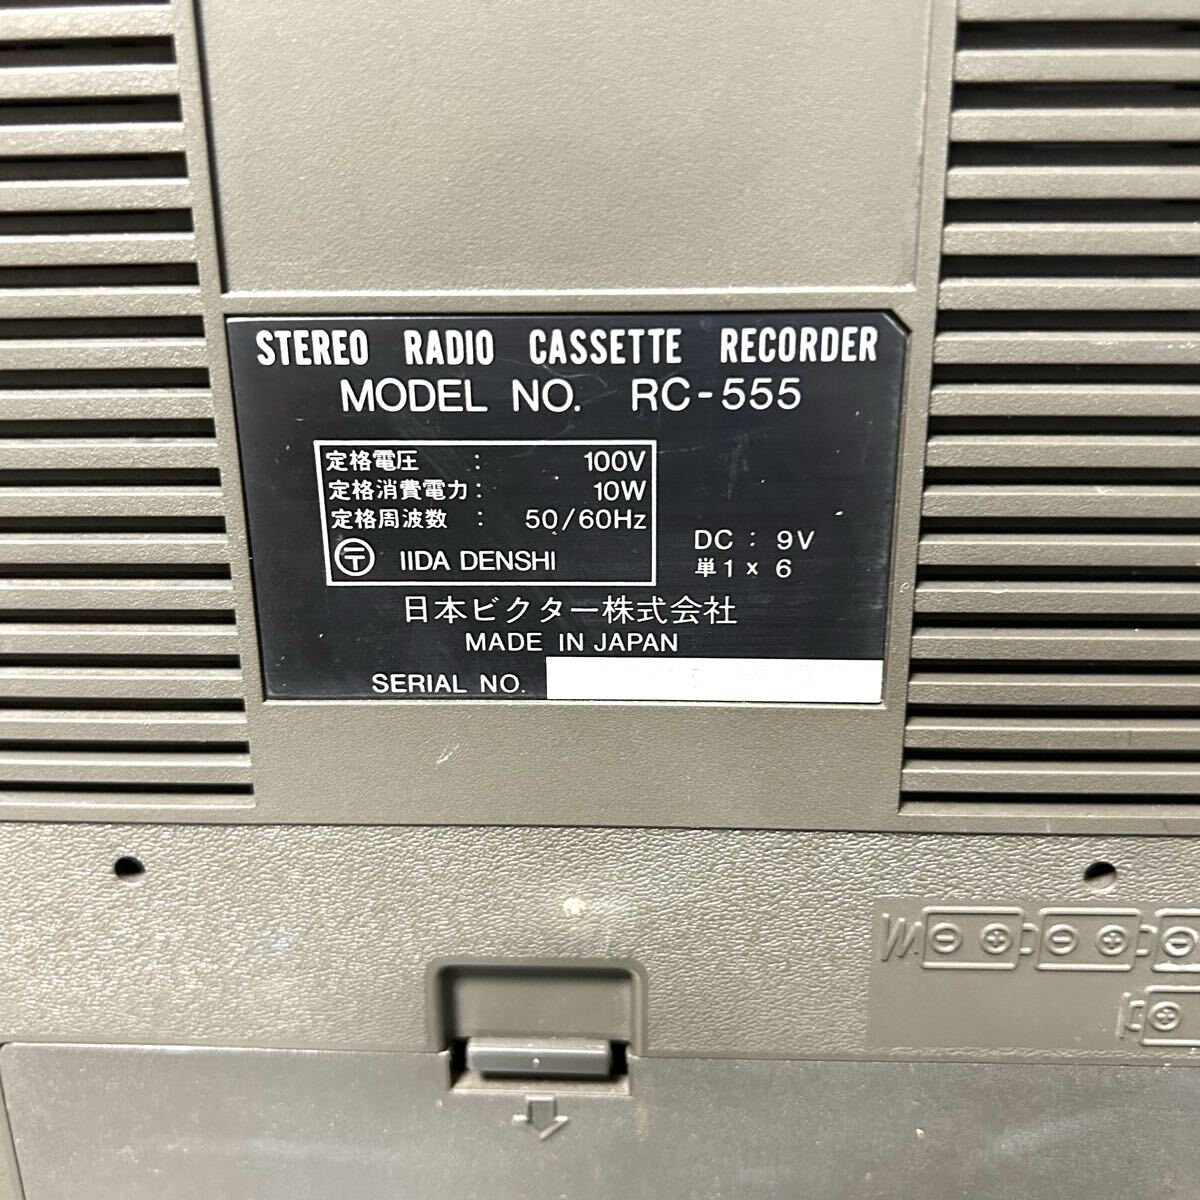 STEREO RADIO CASSETTE RECORDER
MODEL NO. RC-555
定格電圧 : 100V
定格消費電力 : 10W
定格周波数 : 50/60Hz
〒 IIDA DENSHI
DC : 9V
単1 × 6
日本ビクター株式会社
MADE IN JAPAN
SERIAL NO.